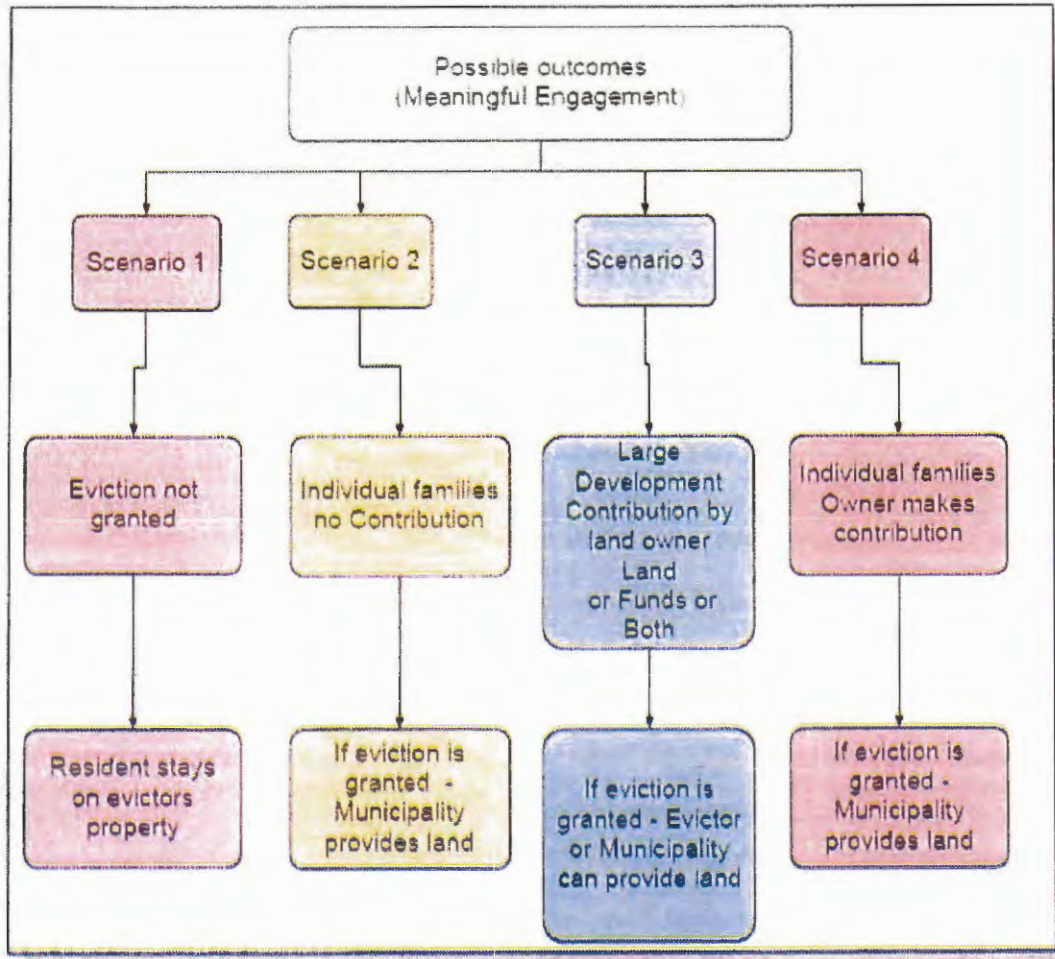 Possible outcomes
(Meaningful Engagement)
Scenario 1
Scenario 2
Scenario 3
Scenario 4
Eviction not
granted
Individual families
no Contribution
Large
Development
Contribution by
land owner
Land
or Funds or
Both
Individual families
Owner makes
contribution
Resident stays
on evictors
property
If eviction is
granted -
Municipality
provides land
If eviction is
granted - Evictor
or Municipality
can provide land
If eviction is
granted -
Municipality
provides land